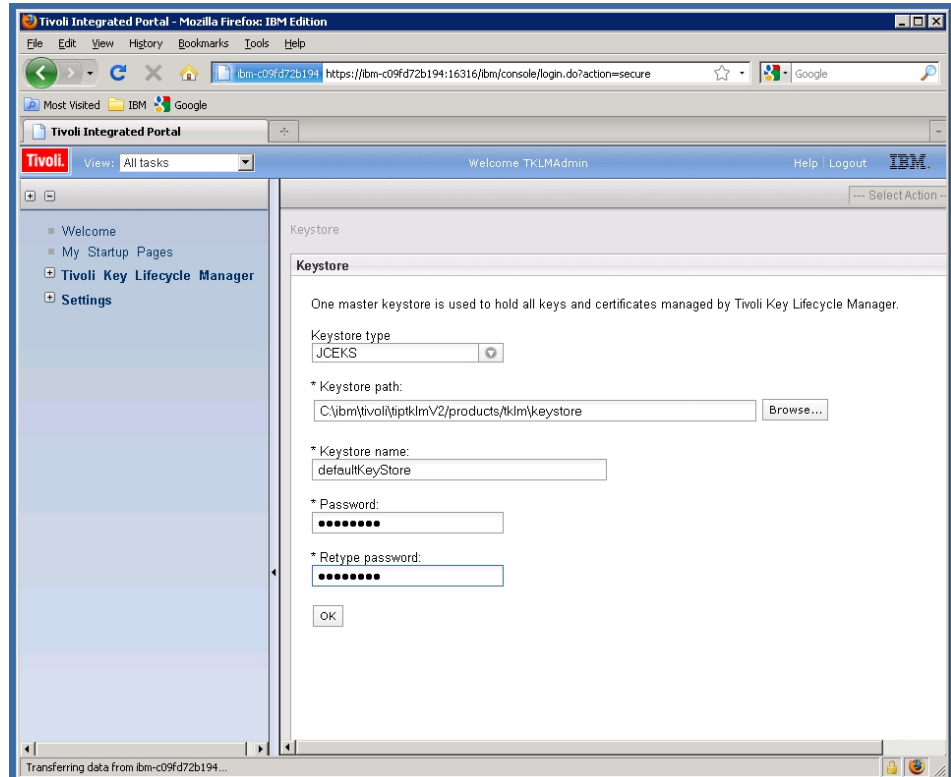 Tivoli Integrated Portal - Mozilla Firefox: IBM Edition
File Edit View History Bookmarks Tools Help
ibm-c09fd72b194 https://ibm-c09fd72b194:16316/ibm/console/login.do?action=secure
Google
Most Visited IBM Google
Tivoli Integrated Portal
Tivoli. View: All tasks Welcome TKLMAdmin Help Logout IBM.
--- Select Action --
Welcome
My Startup Pages
Tivoli Key Lifecycle Manager
Settings
Keystore
Keystore
One master keystore is used to hold all keys and certificates managed by Tivoli Key Lifecycle Manager.
Keystore type
JCEKS
* Keystore path:
C:\ibm\tivoli\tiptklmV2/products/tklm\keystore Browse...
* Keystore name:
defaultKeyStore
* Password:
●●●●●●●●
* Retype password:
●●●●●●●●
OK
Transferring data from ibm-c09fd72b194...